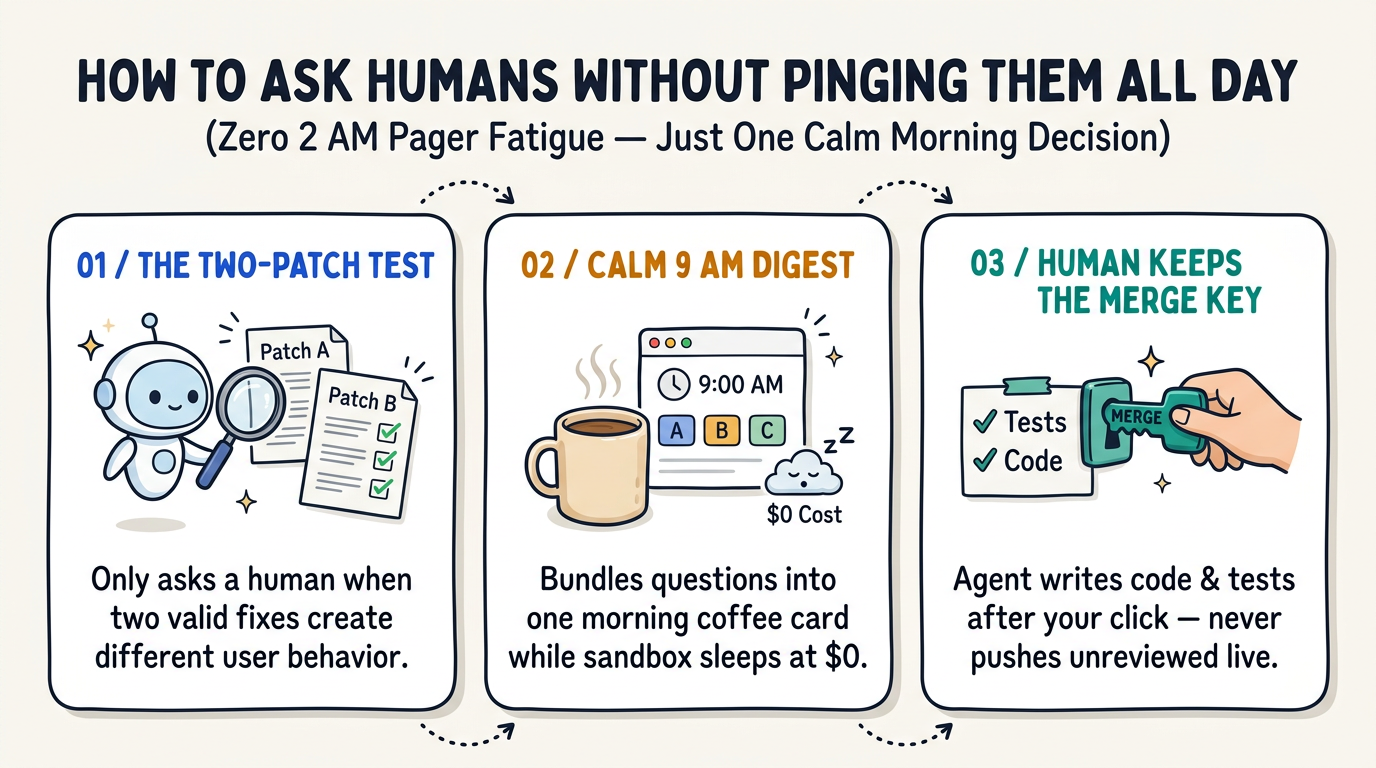 HOW TO ASK HUMANS WITHOUT PINGING THEM ALL DAY
(Zero 2 AM Pager Fatigue — Just One Calm Morning Decision)
01 / THE TWO-PATCH TEST
Patch A
Patch B
Only asks a human when
two valid fixes create
different user behavior.
02 / CALM 9 AM DIGEST
9:00 AM
A B C
z z
$0 Cost
Bundles questions into
one morning coffee card
while sandbox sleeps at $0.
03 / HUMAN KEEPS
THE MERGE KEY
Tests
Code
MERGE
Agent writes code & tests
after your click — never
pushes unreviewed live.